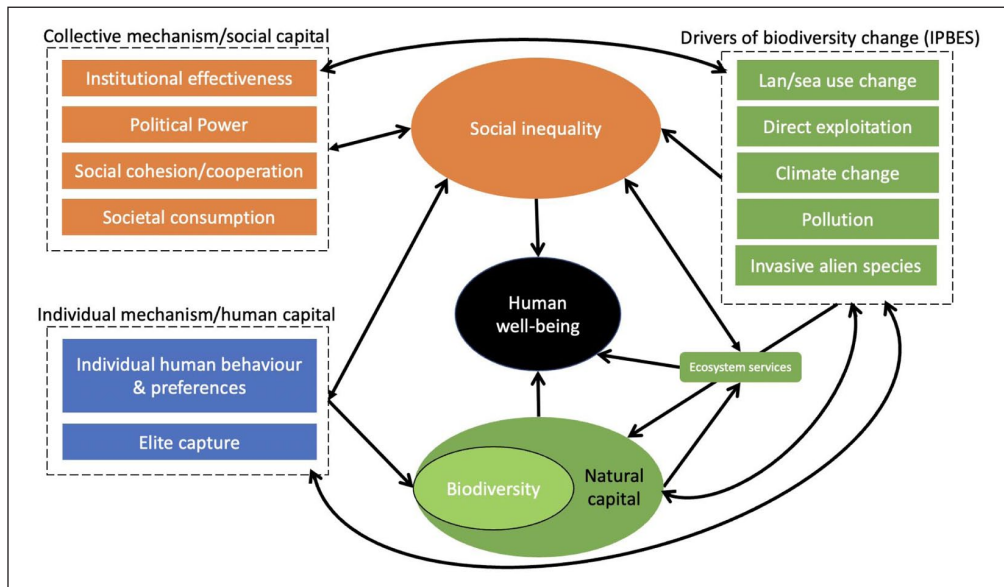 Collective mechanism/social capital
Institutional effectiveness
Political Power
Social cohesion/cooperation
Societal consumption
Social inequality
Drivers of biodiversity change (IPBES)
Lan/sea use change
Direct exploitation
Climate change
Pollution
Invasive alien species
Individual mechanism/human capital
Individual human behaviour
& preferences
Elite capture
Human
well-being
Ecosystem services
Biodiversity
Natural
capital